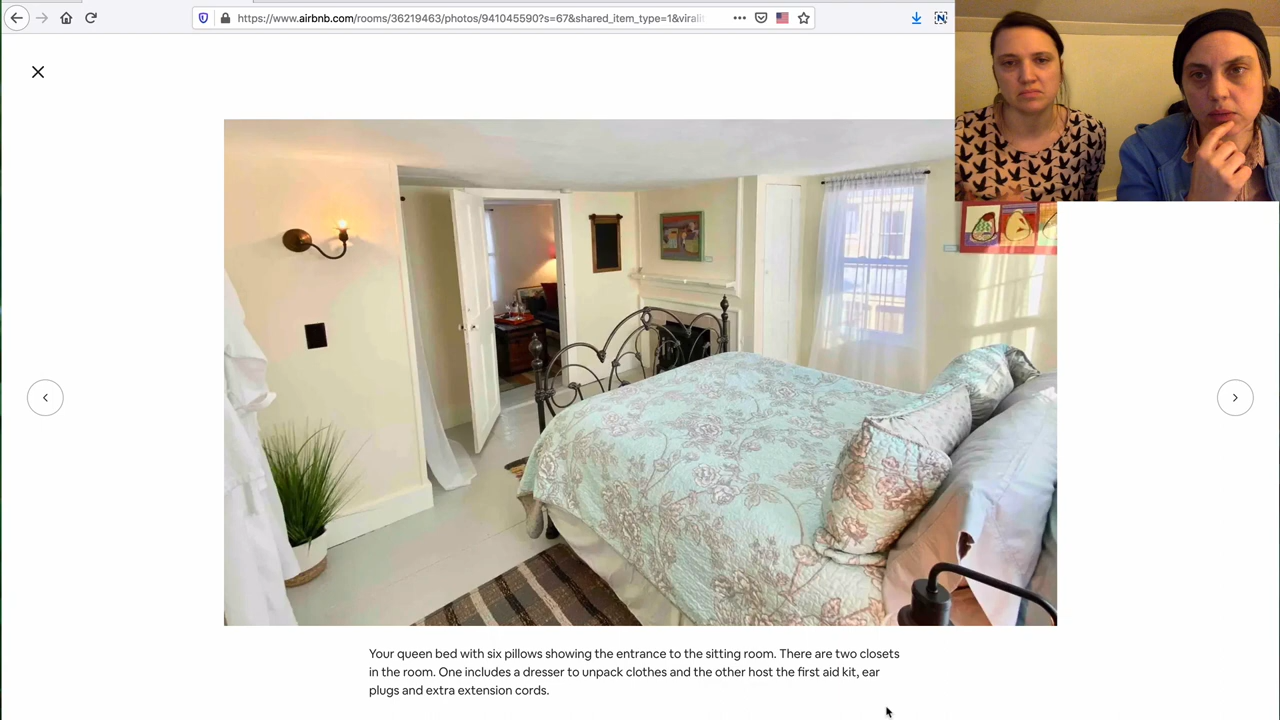 https://www.airbnb.com/rooms/36219463/photos/941045590?s=67&shared_item_type=1&virali
Your queen bed with six pillows showing the entrance to the sitting room. There are two closets
in the room. One includes a dresser to unpack clothes and the other host the first aid kit, ear
plugs and extra extension cords.